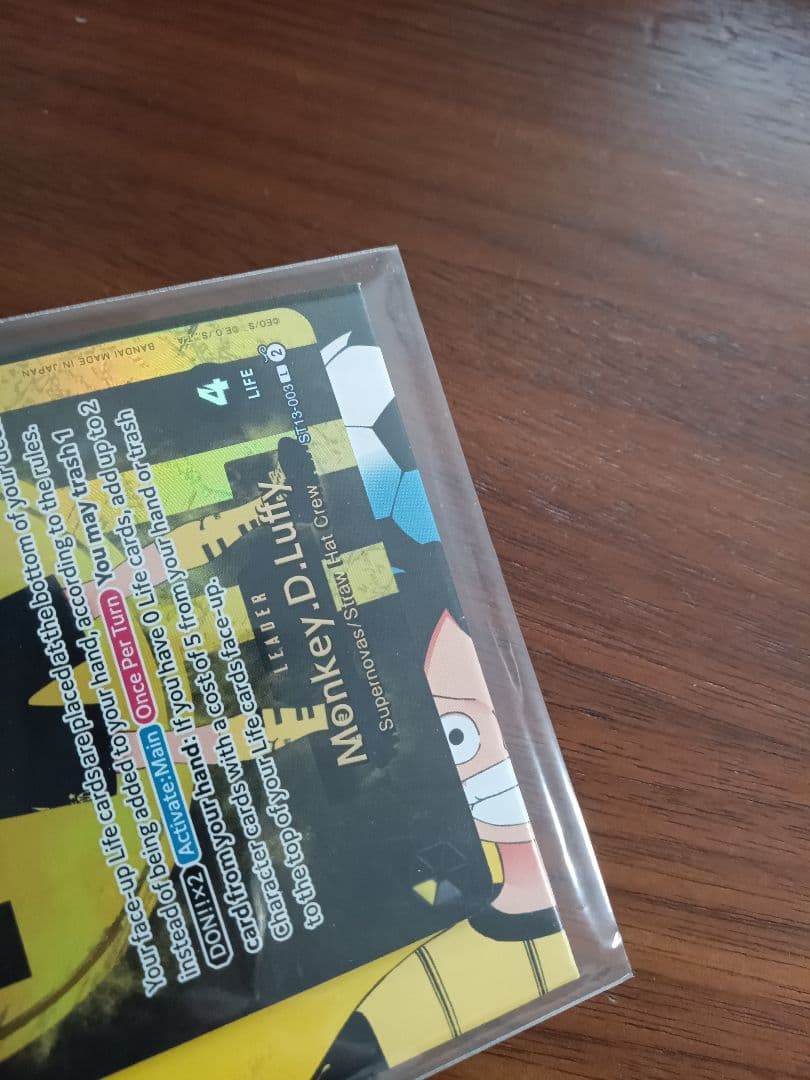 Your face-up Life cards are placed at the bottom of your
instead of being added to your hand, according to the rules.
DON!!×2 Activate:Main Once Per Turn You may trash 1
card from your hand: If you have 0 Life cards, add up to 2
character cards with a cost of 5 from your hand or trash
to the top of your Life cards face-up.
LEADER
Monkey.D.Luffy
Supernovas/Straw Hat Crew
4
LIFE
ST13-003 L 2
BANDAI MADE IN JAPAN